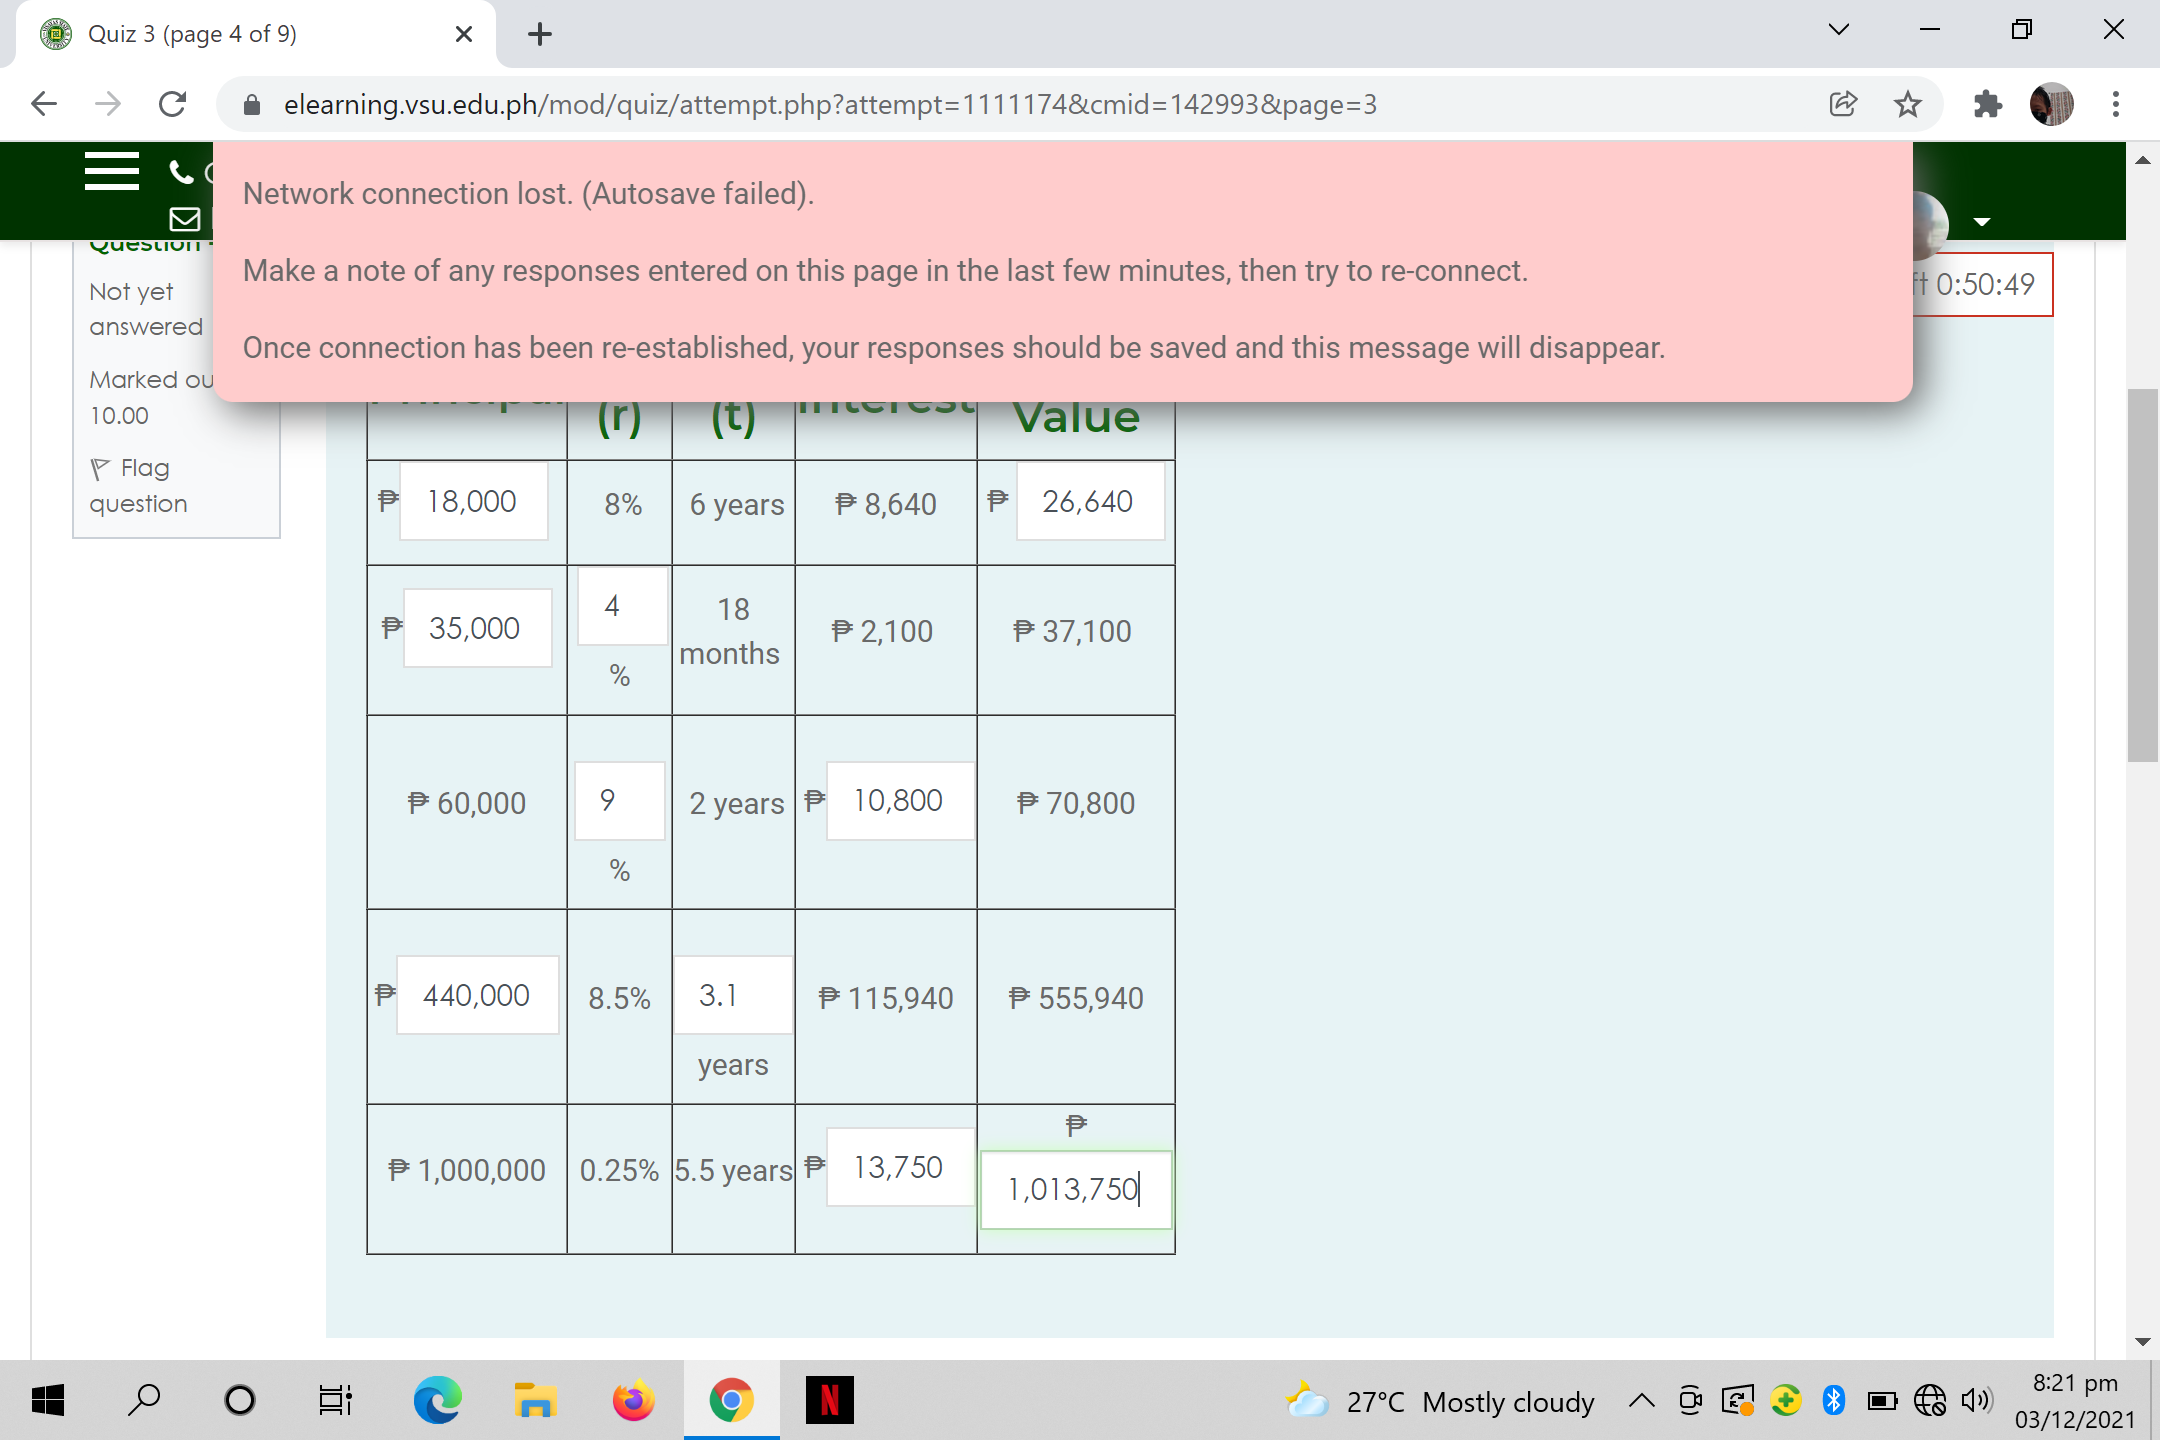 Quiz 3 (page 4 of 9)
elearning.vsu.edu.ph/mod/quiz/attempt.php?attempt=1111174&cmid=142993&page=3
Network connection lost. (Autosave failed).
Make a note of any responses entered on this page in the last few minutes, then try to re-connect.
Once connection has been re-established, your responses should be saved and this message will disappear.
Question
Not yet
answered
Marked ou
10.00
Flag
question
ft 0:50:49
Principal (r) (t) Interest Value
₱ 18,000 8% 6 years ₱ 8,640 ₱ 26,640
₱ 35,000 4 % 18 months ₱ 2,100 ₱ 37,100
₱ 60,000 9 % 2 years ₱ 10,800 ₱ 70,800
₱ 440,000 8.5% 3.1 years ₱ 115,940 ₱ 555,940
₱ 1,000,000 0.25% 5.5 years ₱ 13,750 ₱ 1,013,750
N
27°C Mostly cloudy
8:21 pm
03/12/2021